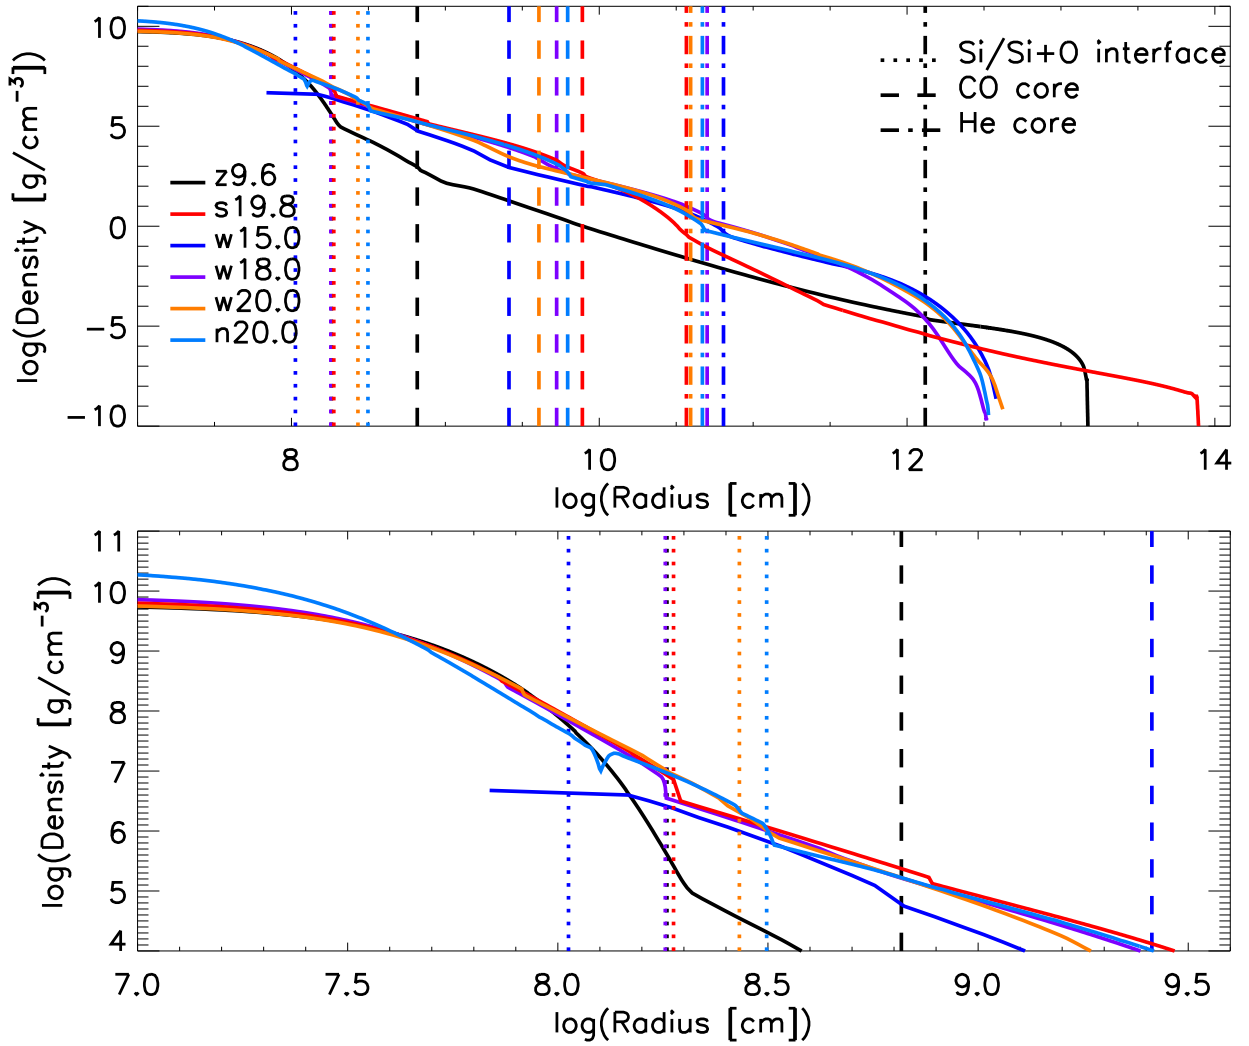 10
5
0
−5
−10
log(Density [g/cm⁻³])
Si/Si+O interface
CO core
He core
z9.6
s19.8
w15.0
w18.0
w20.0
n20.0
8 10 12 14
log(Radius [cm])
11
10
9
8
7
6
5
4
log(Density [g/cm⁻³])
7.0 7.5 8.0 8.5 9.0 9.5
log(Radius [cm])